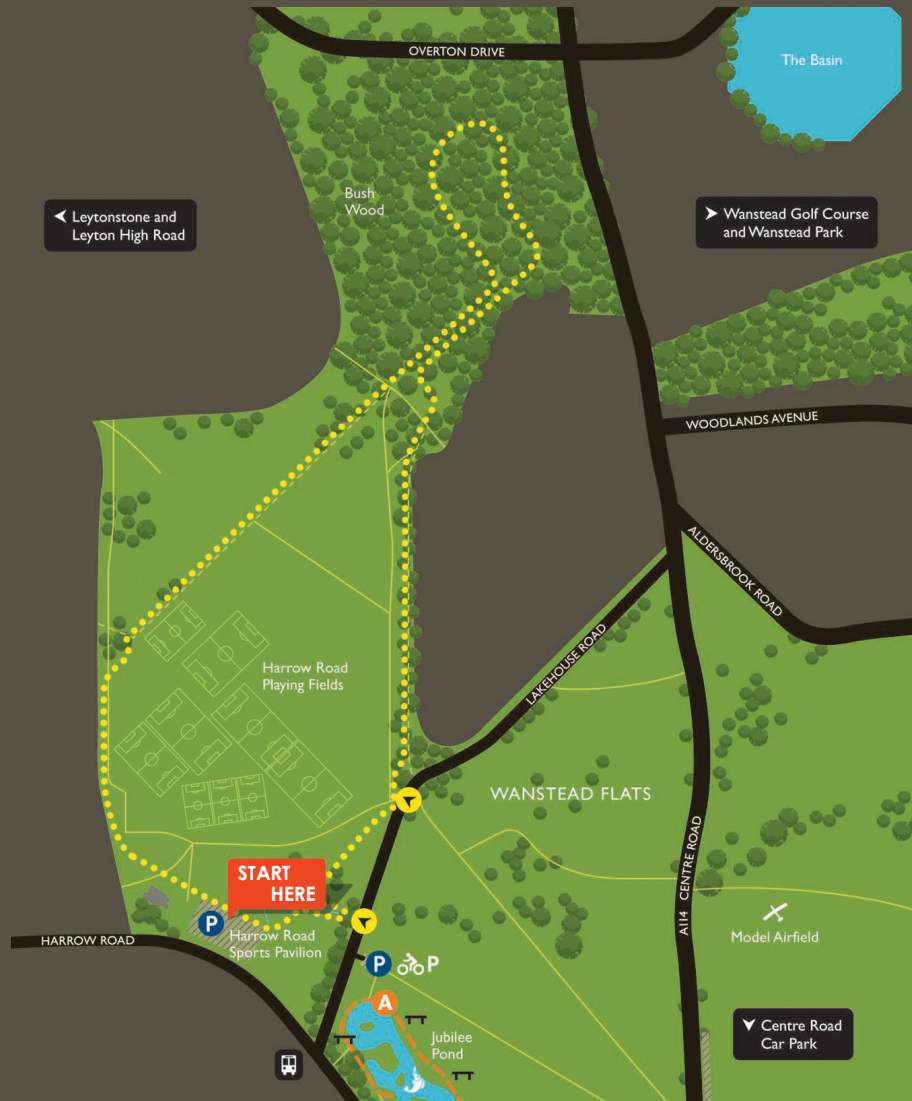 OVERTON DRIVE
The Basin
Bush
Wood
Leytonstone and
Leyton High Road
Wanstead Golf Course
and Wanstead Park
WOODLANDS AVENUE
ALDERSBROOK ROAD
LAKEHOUSE ROAD
Harrow Road
Playing Fields
WANSTEAD FLATS
A114 CENTRE ROAD
START
HERE
P
Harrow Road
Sports Pavilion
HARROW ROAD
Model Airfield
P
P
A
Jubilee
Pond
Centre Road
Car Park